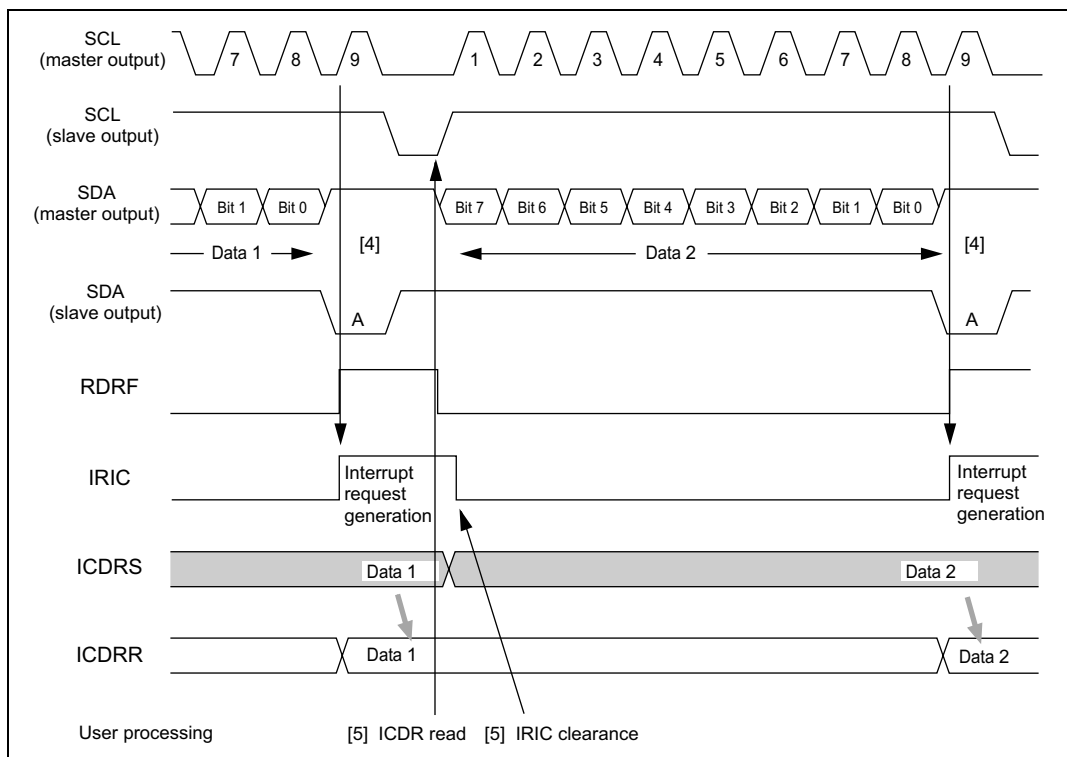 SCL
(master output)
7 8 9 1 2 3 4 5 6 7 8 9
SCL
(slave output)
SDA
(master output)
Bit 1 Bit 0 Bit 7 Bit 6 Bit 5 Bit 4 Bit 3 Bit 2 Bit 1 Bit 0
Data 1 [4] Data 2 [4]
SDA
(slave output)
A A
RDRF
IRIC
Interrupt
request
generation
Interrupt
request
generation
ICDRS
Data 1 Data 2
ICDRR
Data 1 Data 2
User processing [5] ICDR read [5] IRIC clearance